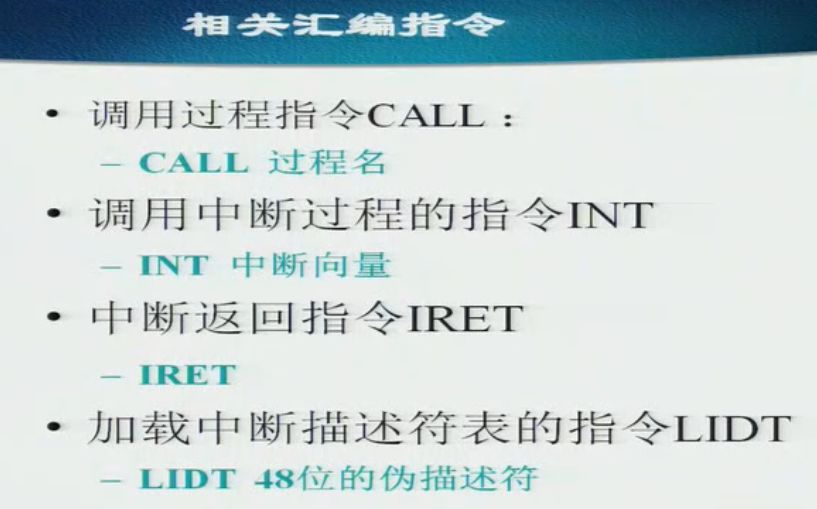 相关汇编指令
• 调用过程指令CALL：
– CALL 过程名
• 调用中断过程的指令INT
– INT 中断向量
• 中断返回指令IRET
– IRET
• 加载中断描述符表的指令LIDT
– LIDT 48位的伪描述符